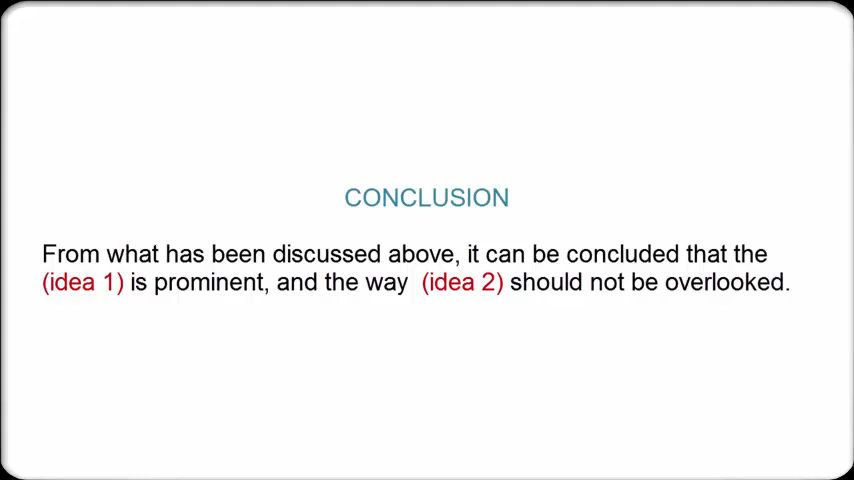 CONCLUSION
From what has been discussed above, it can be concluded that the
(idea 1) is prominent, and the way (idea 2) should not be overlooked.